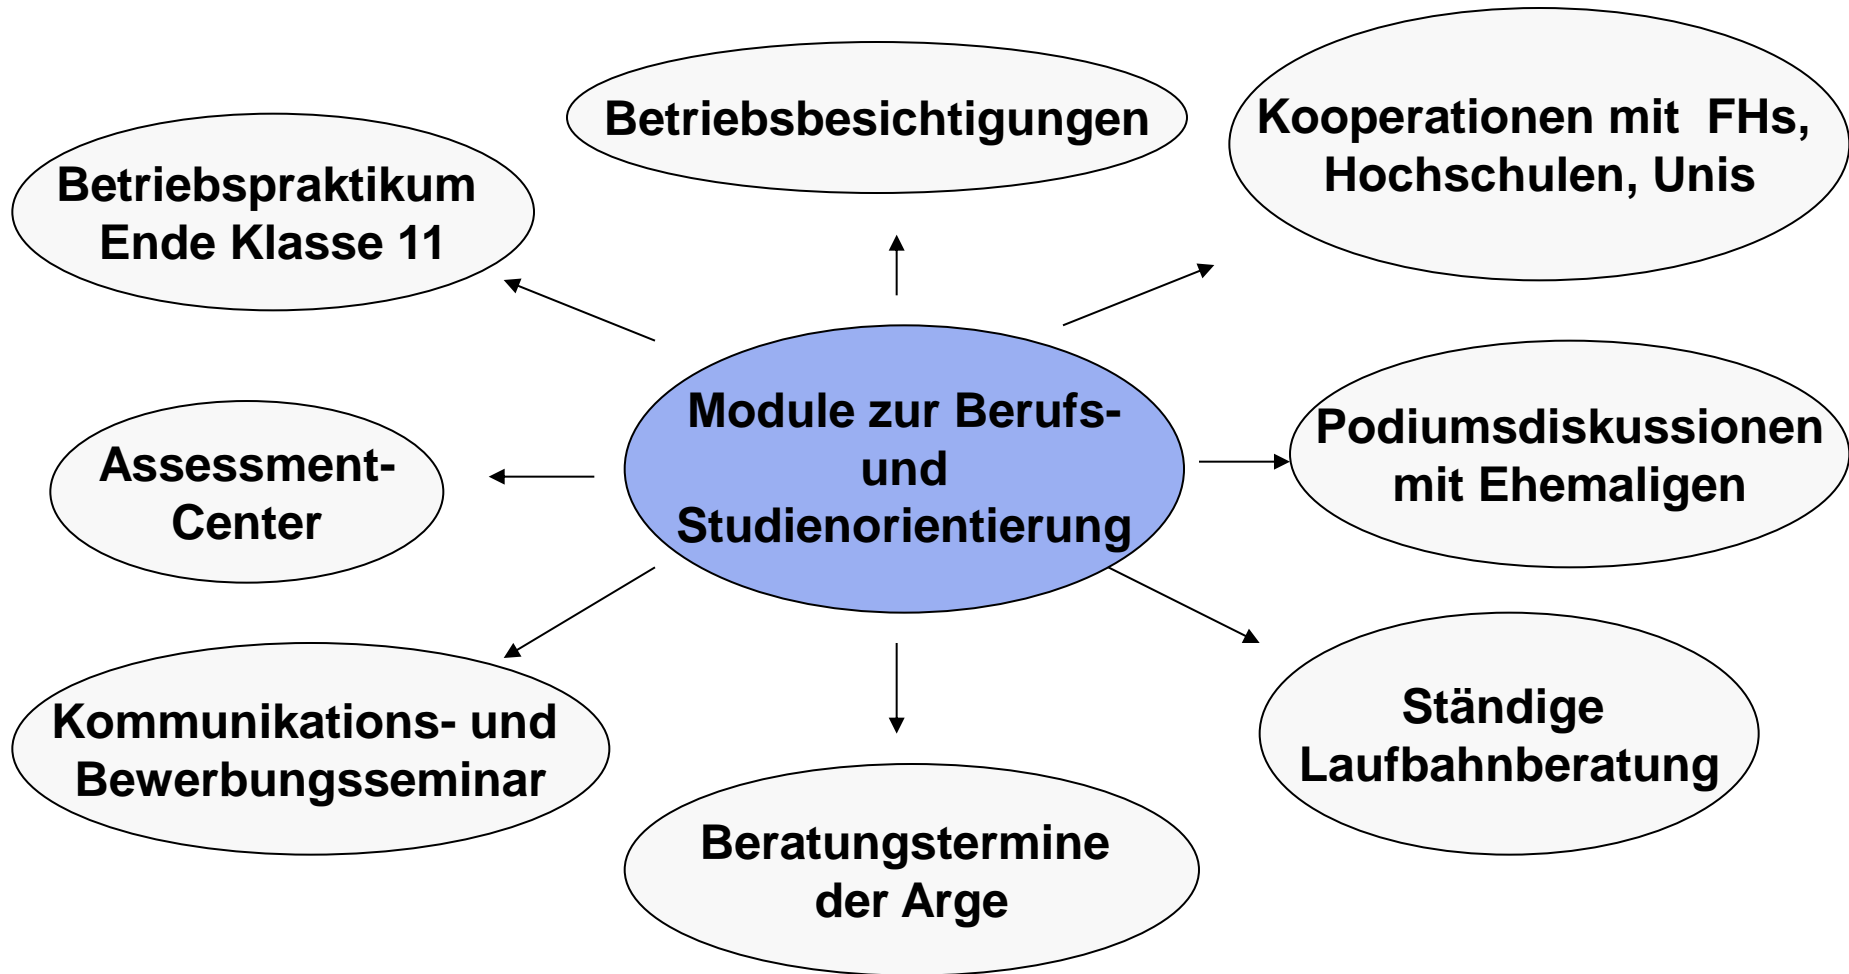 Betriebsbesichtigungen
Kooperationen mit  FHs,
Hochschulen, Unis
Betriebspraktikum
Ende Klasse 11
Module zur Berufs-
und
Studienorientierung
Podiumsdiskussionen
mit Ehemaligen
Assessment-
Center
Kommunikations- und
Bewerbungsseminar
Ständige
Laufbahnberatung
Beratungstermine
der Arge